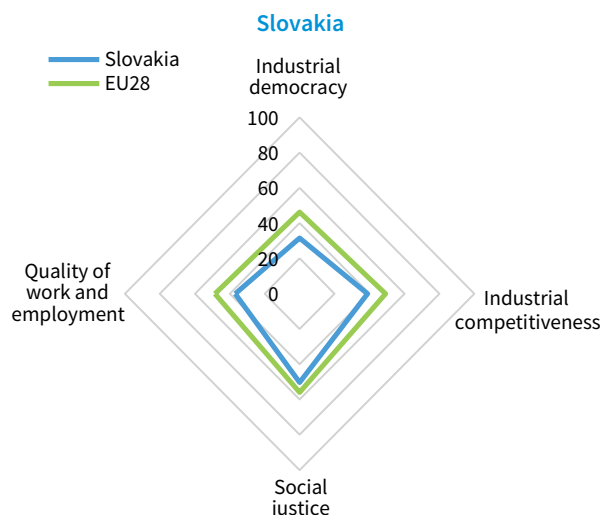 Slovakia
Slovakia
EU28
Industrial
democracy
100
80
60
40
20
0
Quality of
work and
employment
Industrial
competitiveness
Social
justice